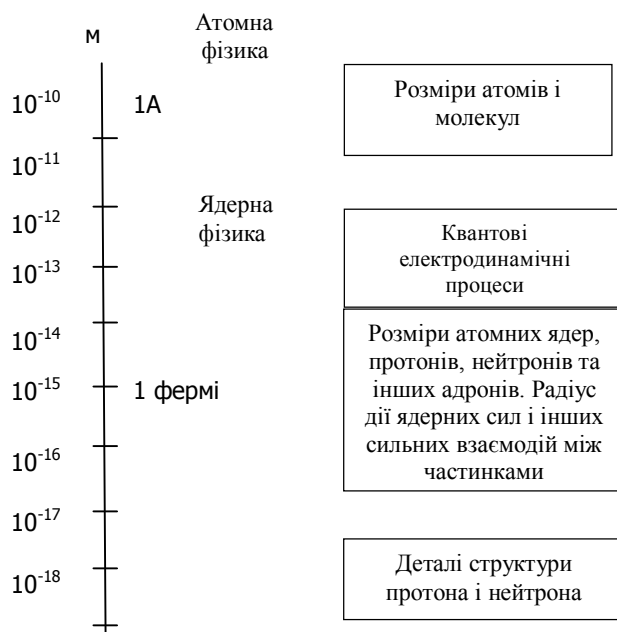 Атомна
фізика
м
10⁻¹⁰
1А
Розміри атомів і
молекул
10⁻¹¹
10⁻¹²
Ядерна
фізика
Квантові
електродинамічні
процеси
10⁻¹³
10⁻¹⁴
Розміри атомних ядер,
протонів, нейтронів та
інших адронів. Радіус
дії ядерних сил і інших
сильних взаємодій між
частинками
10⁻¹⁵
1 фермі
10⁻¹⁶
10⁻¹⁷
10⁻¹⁸
Деталі структури
протона і нейтрона